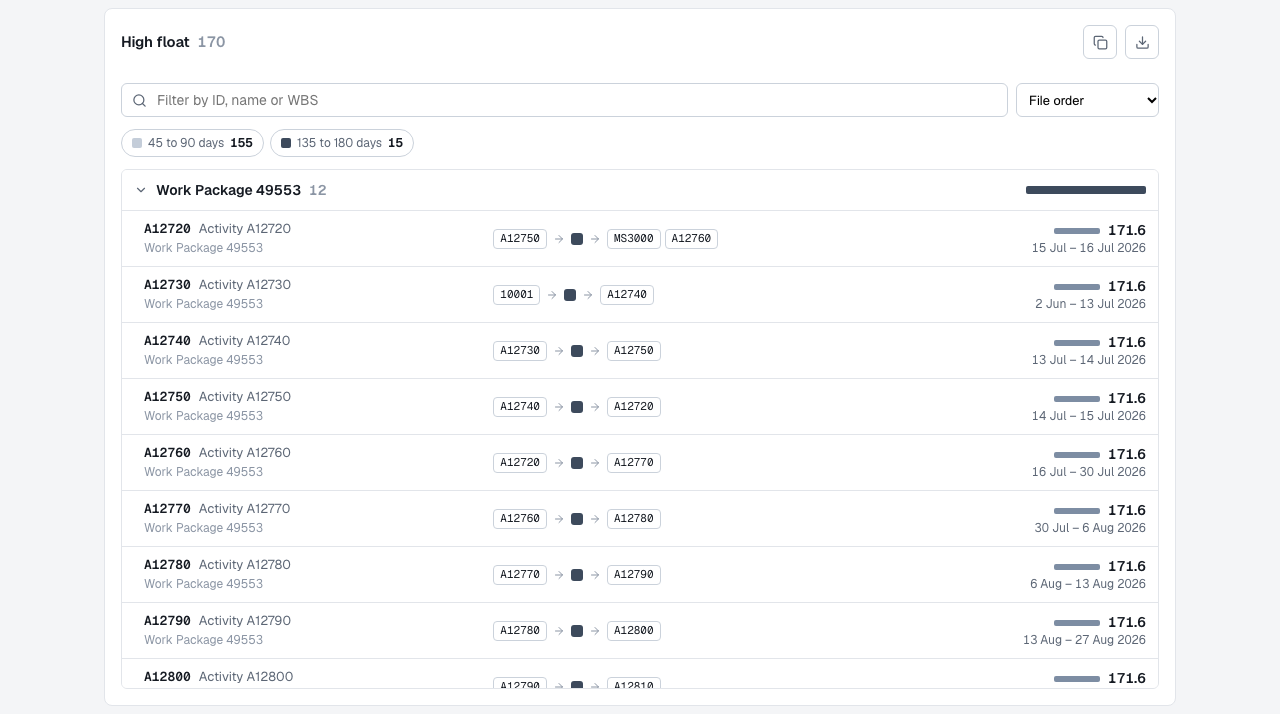 High float 170
Filter by ID, name or WBS
File order
45 to 90 days 155
135 to 180 days 15
Work Package 49553 12
A12720 Activity A12720
Work Package 49553
A12750 → → MS3000 A12760
171.6
15 Jul – 16 Jul 2026
A12730 Activity A12730
Work Package 49553
10001 → → A12740
171.6
2 Jun – 13 Jul 2026
A12740 Activity A12740
Work Package 49553
A12730 → → A12750
171.6
13 Jul – 14 Jul 2026
A12750 Activity A12750
Work Package 49553
A12740 → → A12720
171.6
14 Jul – 15 Jul 2026
A12760 Activity A12760
Work Package 49553
A12720 → → A12770
171.6
16 Jul – 30 Jul 2026
A12770 Activity A12770
Work Package 49553
A12760 → → A12780
171.6
30 Jul – 6 Aug 2026
A12780 Activity A12780
Work Package 49553
A12770 → → A12790
171.6
6 Aug – 13 Aug 2026
A12790 Activity A12790
Work Package 49553
A12780 → → A12800
171.6
13 Aug – 27 Aug 2026
A12800 Activity A12800
A12790 → → A12810
171.6